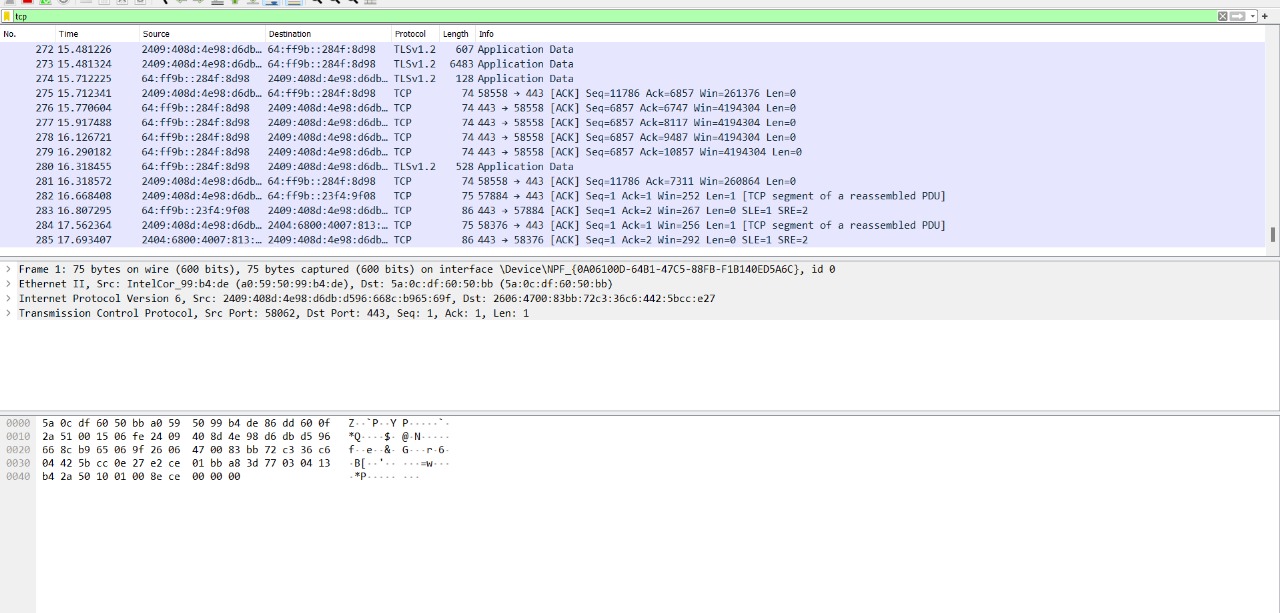 tcp
No. Time Source Destination Protocol Length Info
272 15.481226 2409:408d:4e98:d6db… 64:ff9b::284f:8d98 TLSv1.2 607 Application Data
273 15.481324 2409:408d:4e98:d6db… 64:ff9b::284f:8d98 TLSv1.2 6483 Application Data
274 15.712225 64:ff9b::284f:8d98 2409:408d:4e98:d6db… TLSv1.2 128 Application Data
275 15.712341 2409:408d:4e98:d6db… 64:ff9b::284f:8d98 TCP 74 58558 → 443 [ACK] Seq=11786 Ack=6857 Win=261376 Len=0
276 15.770604 64:ff9b::284f:8d98 2409:408d:4e98:d6db… TCP 74 443 → 58558 [ACK] Seq=6857 Ack=6747 Win=4194304 Len=0
277 15.917488 64:ff9b::284f:8d98 2409:408d:4e98:d6db… TCP 74 443 → 58558 [ACK] Seq=6857 Ack=8117 Win=4194304 Len=0
278 16.126721 64:ff9b::284f:8d98 2409:408d:4e98:d6db… TCP 74 443 → 58558 [ACK] Seq=6857 Ack=9487 Win=4194304 Len=0
279 16.290182 64:ff9b::284f:8d98 2409:408d:4e98:d6db… TCP 74 443 → 58558 [ACK] Seq=6857 Ack=10857 Win=4194304 Len=0
280 16.318455 64:ff9b::284f:8d98 2409:408d:4e98:d6db… TLSv1.2 528 Application Data
281 16.318572 2409:408d:4e98:d6db… 64:ff9b::284f:8d98 TCP 74 58558 → 443 [ACK] Seq=11786 Ack=7311 Win=260864 Len=0
282 16.668408 2409:408d:4e98:d6db… 64:ff9b::23f4:9f08 TCP 75 57884 → 443 [ACK] Seq=1 Ack=1 Win=252 Len=1 [TCP segment of a reassembled PDU]
283 16.807295 64:ff9b::23f4:9f08 2409:408d:4e98:d6db… TCP 86 443 → 57884 [ACK] Seq=1 Ack=2 Win=267 Len=0 SLE=1 SRE=2
284 17.562364 2409:408d:4e98:d6db… 2404:6800:4007:813:… TCP 75 58376 → 443 [ACK] Seq=1 Ack=1 Win=256 Len=1 [TCP segment of a reassembled PDU]
285 17.693407 2404:6800:4007:813:… 2409:408d:4e98:d6db… TCP 86 443 → 58376 [ACK] Seq=1 Ack=2 Win=292 Len=0 SLE=1 SRE=2
Frame 1: 75 bytes on wire (600 bits), 75 bytes captured (600 bits) on interface \Device\NPF_{0A06100D-64B1-47C5-88FB-F1B140ED5A6C}, id 0
Ethernet II, Src: IntelCor_99:b4:de (a0:59:50:99:b4:de), Dst: 5a:0c:df:60:50:bb (5a:0c:df:60:50:bb)
Internet Protocol Version 6, Src: 2409:408d:4e98:d6db:d596:668c:b965:69f, Dst: 2606:4700:83bb:72c3:36c6:442:5bcc:e27
Transmission Control Protocol, Src Port: 58062, Dst Port: 443, Seq: 1, Ack: 1, Len: 1
0000 5a 0c df 60 50 bb a0 59 50 99 b4 de 86 dd 60 0f Z··`P··Y P·····`·
0010 2a 51 00 15 06 fe 24 09 40 8d 4e 98 d6 db d5 96 *Q····$· @·N·····
0020 66 8c b9 65 06 9f 26 06 47 00 83 bb 72 c3 36 c6 f··e··&· G···r·6·
0030 04 42 5b cc 0e 27 e2 ce 01 bb a8 3d 77 03 04 13 ·B[··'·· ···=w···
0040 b4 2a 50 10 01 00 8e ce 00 00 00 ·*P····· ···